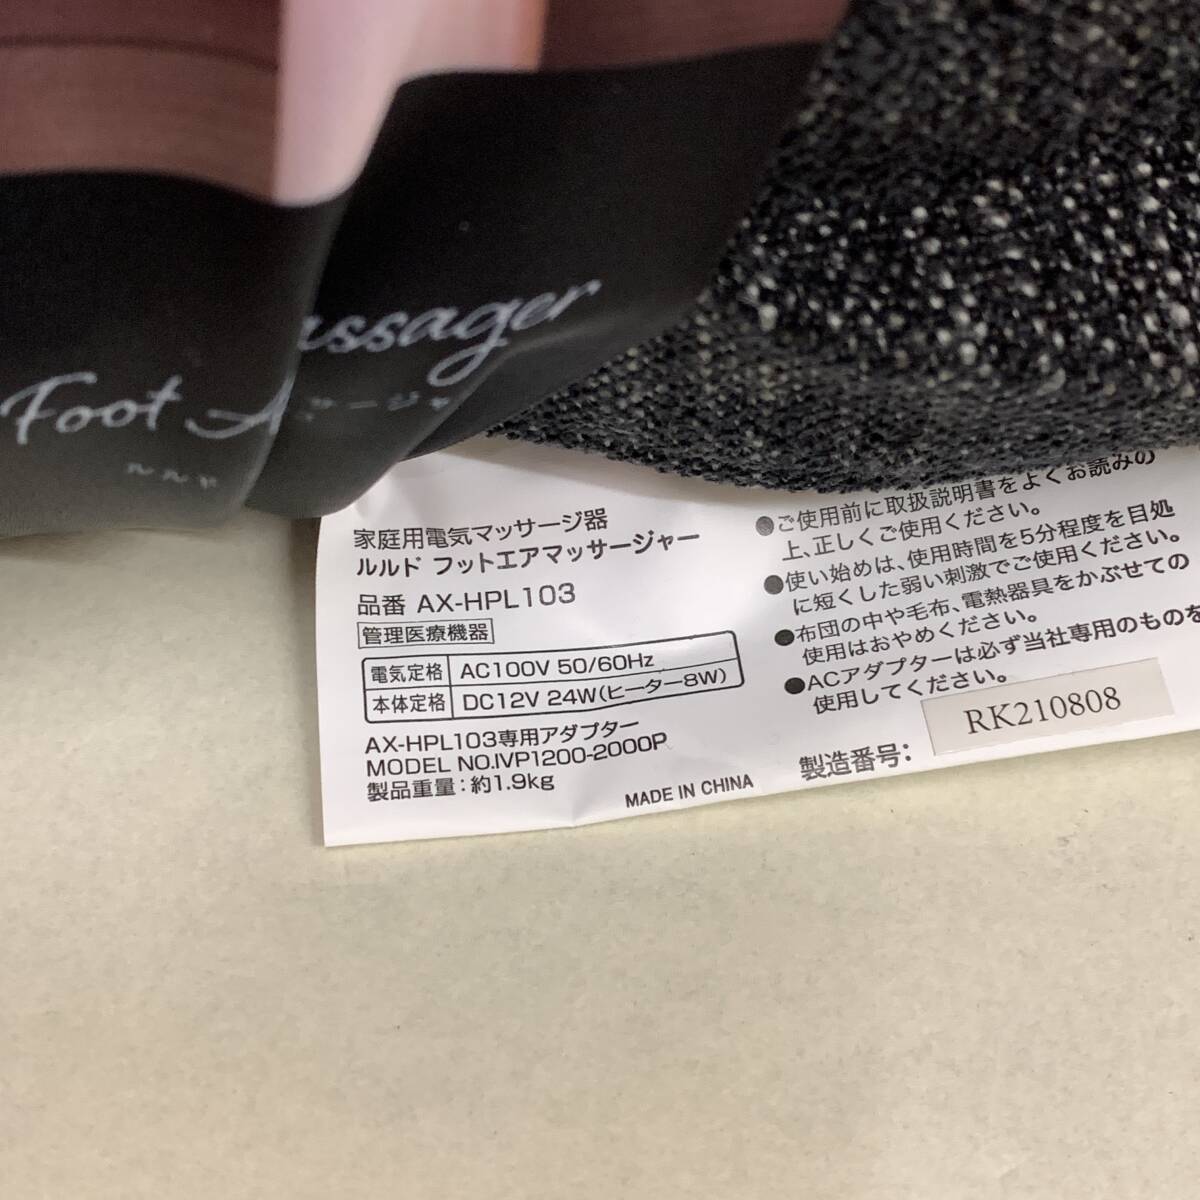 Foot
assager
家庭用電気マッサージ器
ルルド フットエアマッサージャー
品番 AX-HPL103
管理医療機器
電気定格 AC100V 50/60Hz
本体定格 DC12V 24W(ヒーター8W)
AX-HPL103専用アダプター
MODEL NO.IVP1200-2000P
製品重量：約1.9kg
MADE IN CHINA
●ご使用前に取扱説明書をよくお読みの
上、正しくご使用ください。
●使い始めは、使用時間を5分程度を目処
に短くした弱い刺激でご使用ください。
●布団の中や毛布、電熱器具をかぶせての
使用はおやめください。
●ACアダプターは必ず当社専用のものを
使用してください。
製造番号： RK210808